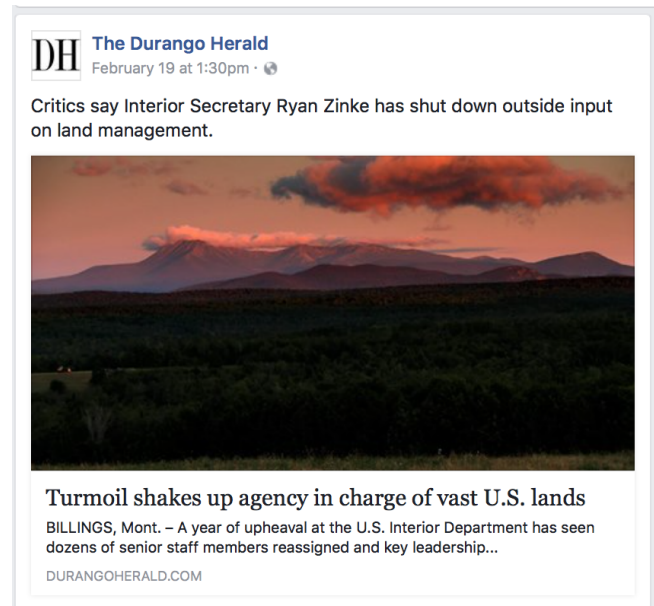 DH
The Durango Herald
February 19 at 1:30pm ·
Critics say Interior Secretary Ryan Zinke has shut down outside input
on land management.
Turmoil shakes up agency in charge of vast U.S. lands
BILLINGS, Mont. – A year of upheaval at the U.S. Interior Department has seen
dozens of senior staff members reassigned and key leadership...
DURANGOHERALD.COM